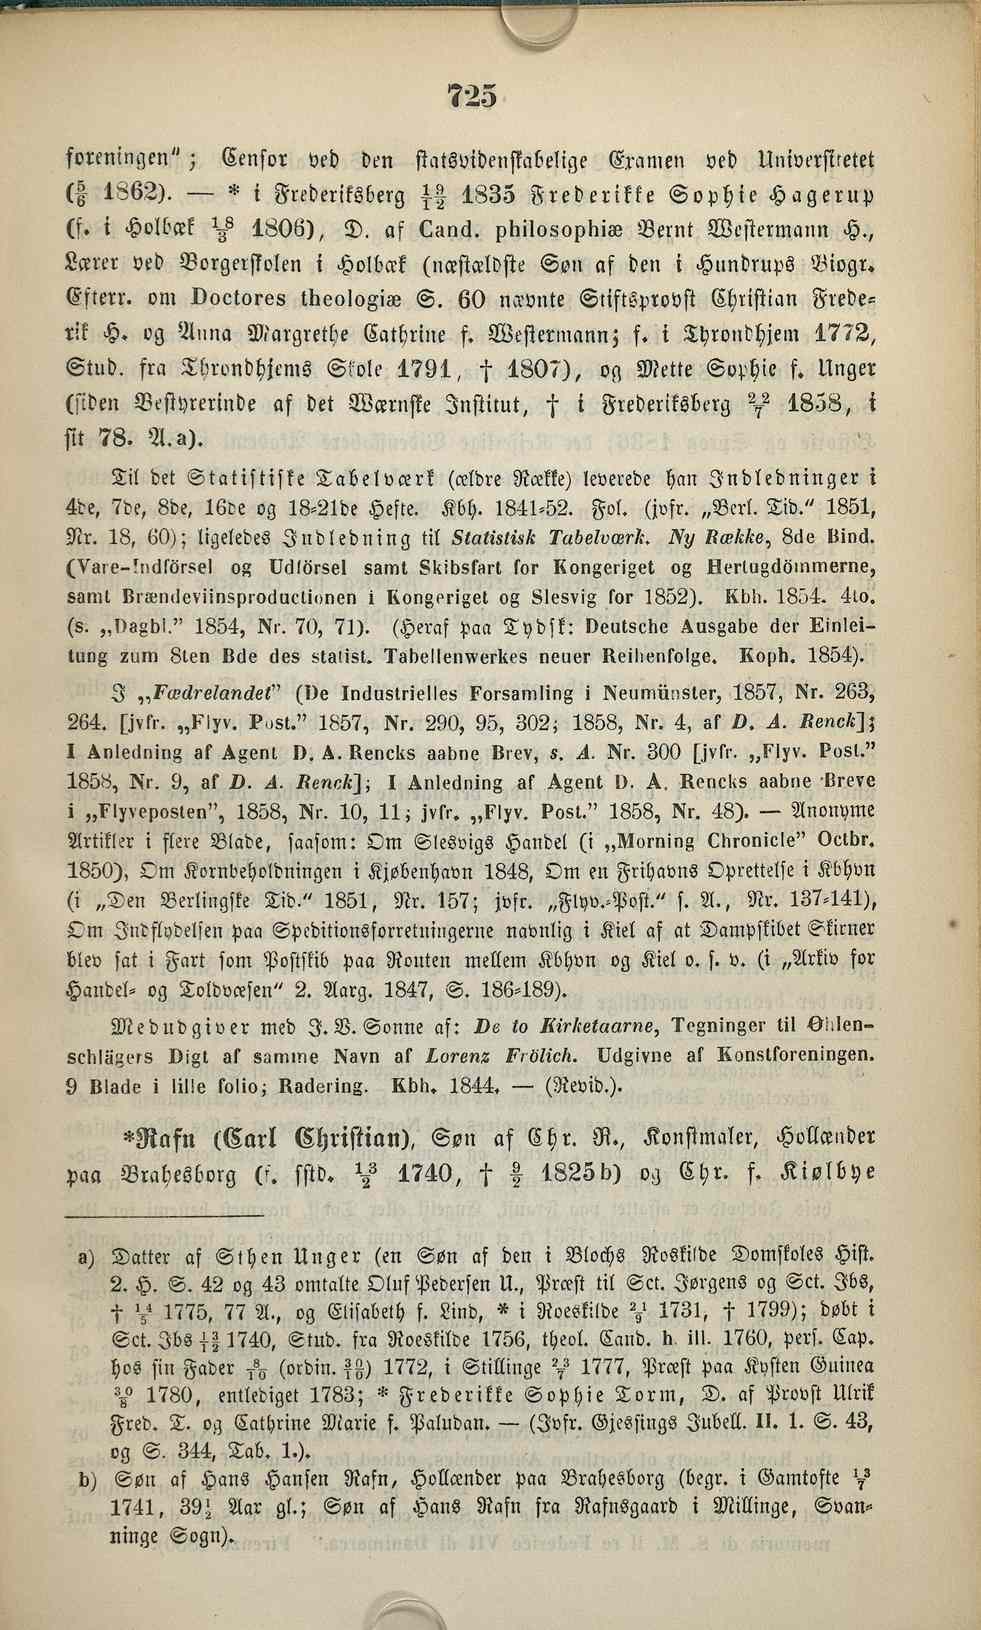 725
foreningen"; Censor ved den statsvidenskabelige Examen ved Universitetet
(5/6 1862). — * i Frederiksberg 19/12 1835 Frederikke Sophie Hagerup
(f. i Holbæk 18/3 1806), D. af Cand. philosophiæ Bernt Westermann H.,
Lærer ved Borgerskolen i Holbæk (næstældste Søn af den i Hundrups Biogr.
Efterr. om Doctores theologiæ S. 60 nævnte Stiftsprovst Christian Frede-
rik H. og Anna Margrethe Cathrine f. Westermann; f. i Throndhjem 1772,
Stud. fra Throndhjems Skole 1791, † 1807), og Mette Sophie f. Unger
(siden Bestyrerinde af det Wærnske Institut, † i Frederiksberg 22/7 1858, i
sit 78. A.a).
Til det Statistiske Tabelværk (ældre Række) leverede han Indledninger i
4de, 7de, 8de, 16de og 18-21de Hefte. Kbh. 1841-52. Fol. (jvfr. „Berl. Tid." 1851,
Nr. 18, 60); ligeledes Indledning til Statistisk Tabelværk. Ny Række, 8de Bind.
(Vare-Indförsel og Udförsel samt Skibsfart for Kongeriget og Hertugdömmerne,
samt Brændeviinsproductionen i Kongeriget og Slesvig for 1852). Kbh. 1854. 4to.
(s. „Dagbl." 1854, Nr. 70, 71). (Heraf paa Tydsk: Deutsche Ausgabe der Einlei-
tung zum 8ten Bde des statist. Tabellenwerkes neuer Reihenfolge. Koph. 1854).
I „Fædrelandet" (De Industrielles Forsamling i Neumünster, 1857, Nr. 263,
264. [jvfr. „Flyv. Post." 1857, Nr. 290, 95, 302; 1858, Nr. 4, af D. A. Renck];
I Anledning af Agent D. A. Rencks aabne Brev, s. A. Nr. 300 [jvfr. „Flyv. Post."
1858, Nr. 9, af D. A. Renck]; I Anledning af Agent D. A. Rencks aabne Breve
i „Flyveposten", 1858, Nr. 10, 11; jvfr. „Flyv. Post." 1858, Nr. 48). — Anonyme
Artikler i flere Blade, saasom: Om Slesvigs Handel (i „Morning Chronicle" Octbr.
1850), Om Kornbeholdningen i Kjøbenhavn 1848, Om en Frihavns Oprettelse i Kbhvn
(i „Den Berlingske Tid." 1851, Nr. 157; jvfr. „Flyv.-Post." s. A., Nr. 137-141),
Om Indflydelsen paa Speditionsforretningerne navnlig i Kiel af at Dampskibet Skirner
blev sat i Fart som Postskib paa Routen mellem Kbhvn og Kiel o. s. v. (i „Arkiv for
Handel- og Toldvæsen" 2. Aarg. 1847, S. 186-189).
Medudgiver med J. V. Sonne af: De to Kirketaarne, Tegninger til Øhlen-
schlägers Digt af samme Navn af Lorenz Frölich. Udgivne af Konstforeningen.
9 Blade i lille folio; Radering. Kbh. 1844. — (Revid.).
*Rafn (Carl Christian), Søn af Chr. R., Konstmaler, Hollænder
paa Brahesborg (f. sstd. 13/2 1740, † 9/2 1825b) og Chr. f. Kiølbye
a) Datter af Sthen Unger (en Søn af den i Blochs Roskilde Domskoles Hist.
2. H. S. 42 og 43 omtalte Oluf Pedersen U., Præst til Sct. Jørgens og Sct. Ibs,
† 14/5 1775, 77 A., og Elisabeth f. Lind, * i Roeskilde 21/9 1731, † 1799); døbt i
Sct. Ibs 13/12 1740, Stud. fra Roeskilde 1756, theol. Cand. h. ill. 1760, pers. Cap.
hos sin Fader 8/10 (ordin. 30/10) 1772, i Stillinge 23/7 1777, Præst paa Kysten Guinea
30/8 1780, entlediget 1783; * Frederikke Sophie Torm, D. af Provst Ulrik
Fred. T. og Cathrine Marie f. Paludan. — (Jvfr. Gjessings Jubell. II. 1. S. 43,
og S. 344, Tab. 1.).
b) Søn af Hans Hansen Rafn, Hollænder paa Brahesborg (begr. i Gamtofte 13/7
1741, 39½ Aar gl.; Søn af Hans Rafn fra Rafnsgaard i Millinge, Svan-
ninge Sogn).